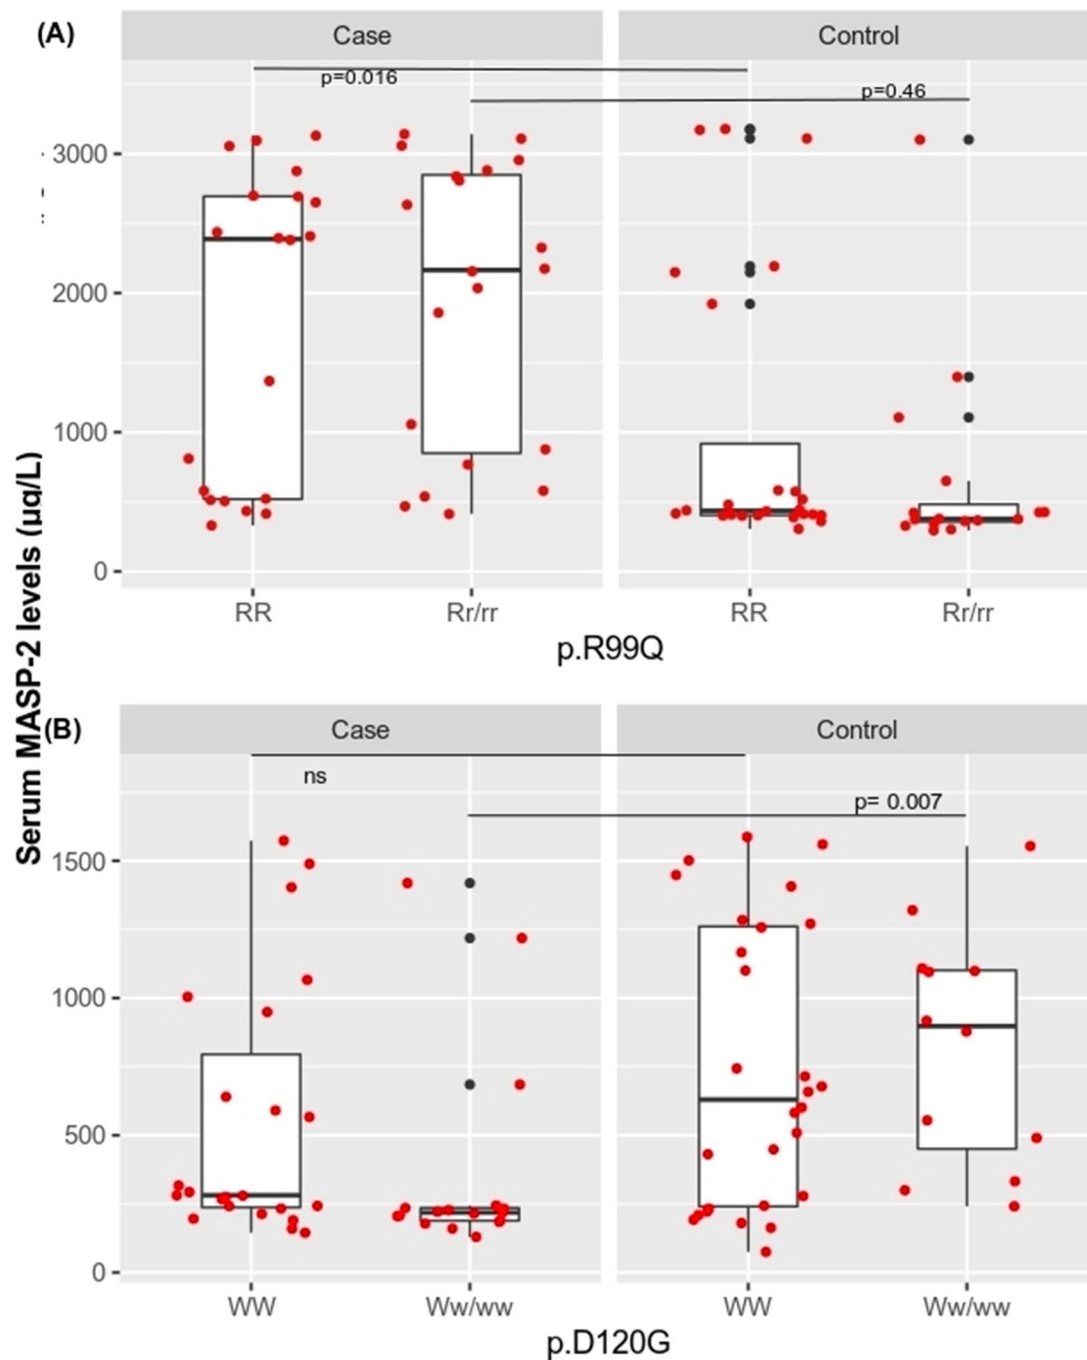 (A)
Case
Control
p=0.016
p=0.46
3000
2000
1000
0
RR
Rr/rr
RR
Rr/rr
p.R99Q
Serum MASP-2 levels (µg/L)
(B)
Case
Control
ns
p= 0.007
1500
1000
500
0
WW
Ww/ww
WW
Ww/ww
p.D120G